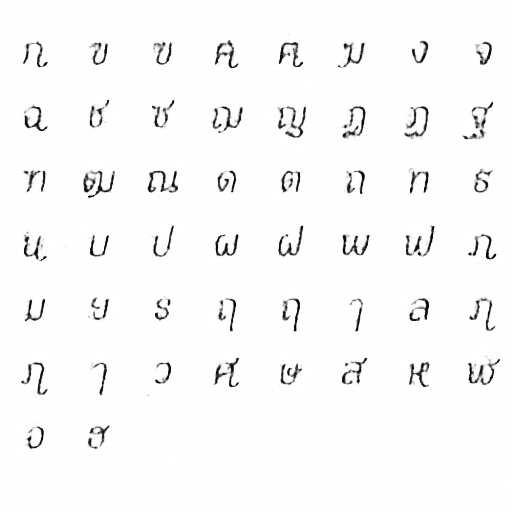 ก ข ฃ ค ฅ ฆ ง จ
ฉ ช ซ ฌ ญ ฎ ฏ ฐ
ฑ ฒ ณ ด ต ถ ท ธ
น บ ป ผ ฝ พ ฟ ภ
ม ย ร ฤ ฤ ๅ ล ฦ
ฦ ๅ ว ศ ษ ส ห ฬ
อ ฮ